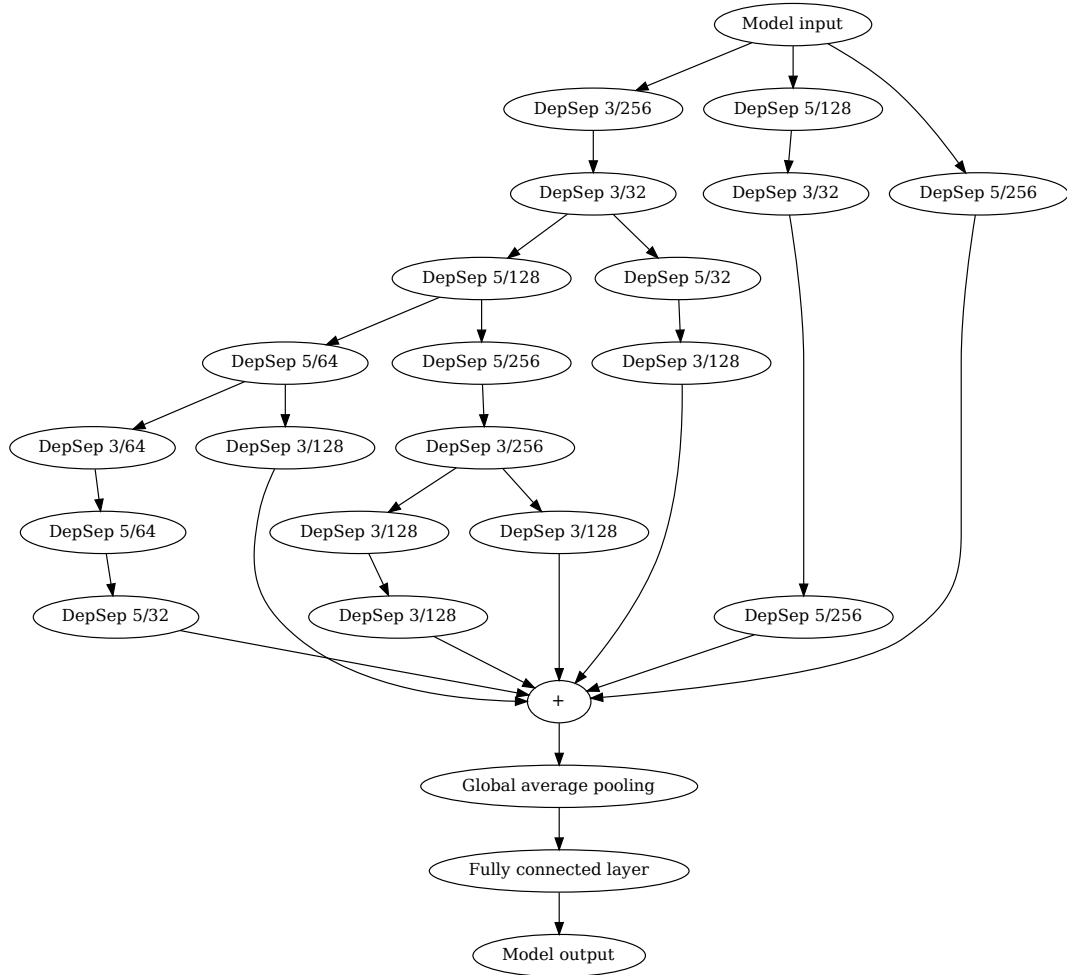 Model input
DepSep 3/256
DepSep 5/128
DepSep 3/32
DepSep 3/32
DepSep 5/256
DepSep 5/128
DepSep 5/32
DepSep 5/64
DepSep 5/256
DepSep 3/128
DepSep 3/64
DepSep 3/128
DepSep 3/256
DepSep 5/64
DepSep 3/128
DepSep 3/128
DepSep 5/32
DepSep 3/128
DepSep 5/256
+
Global average pooling
Fully connected layer
Model output